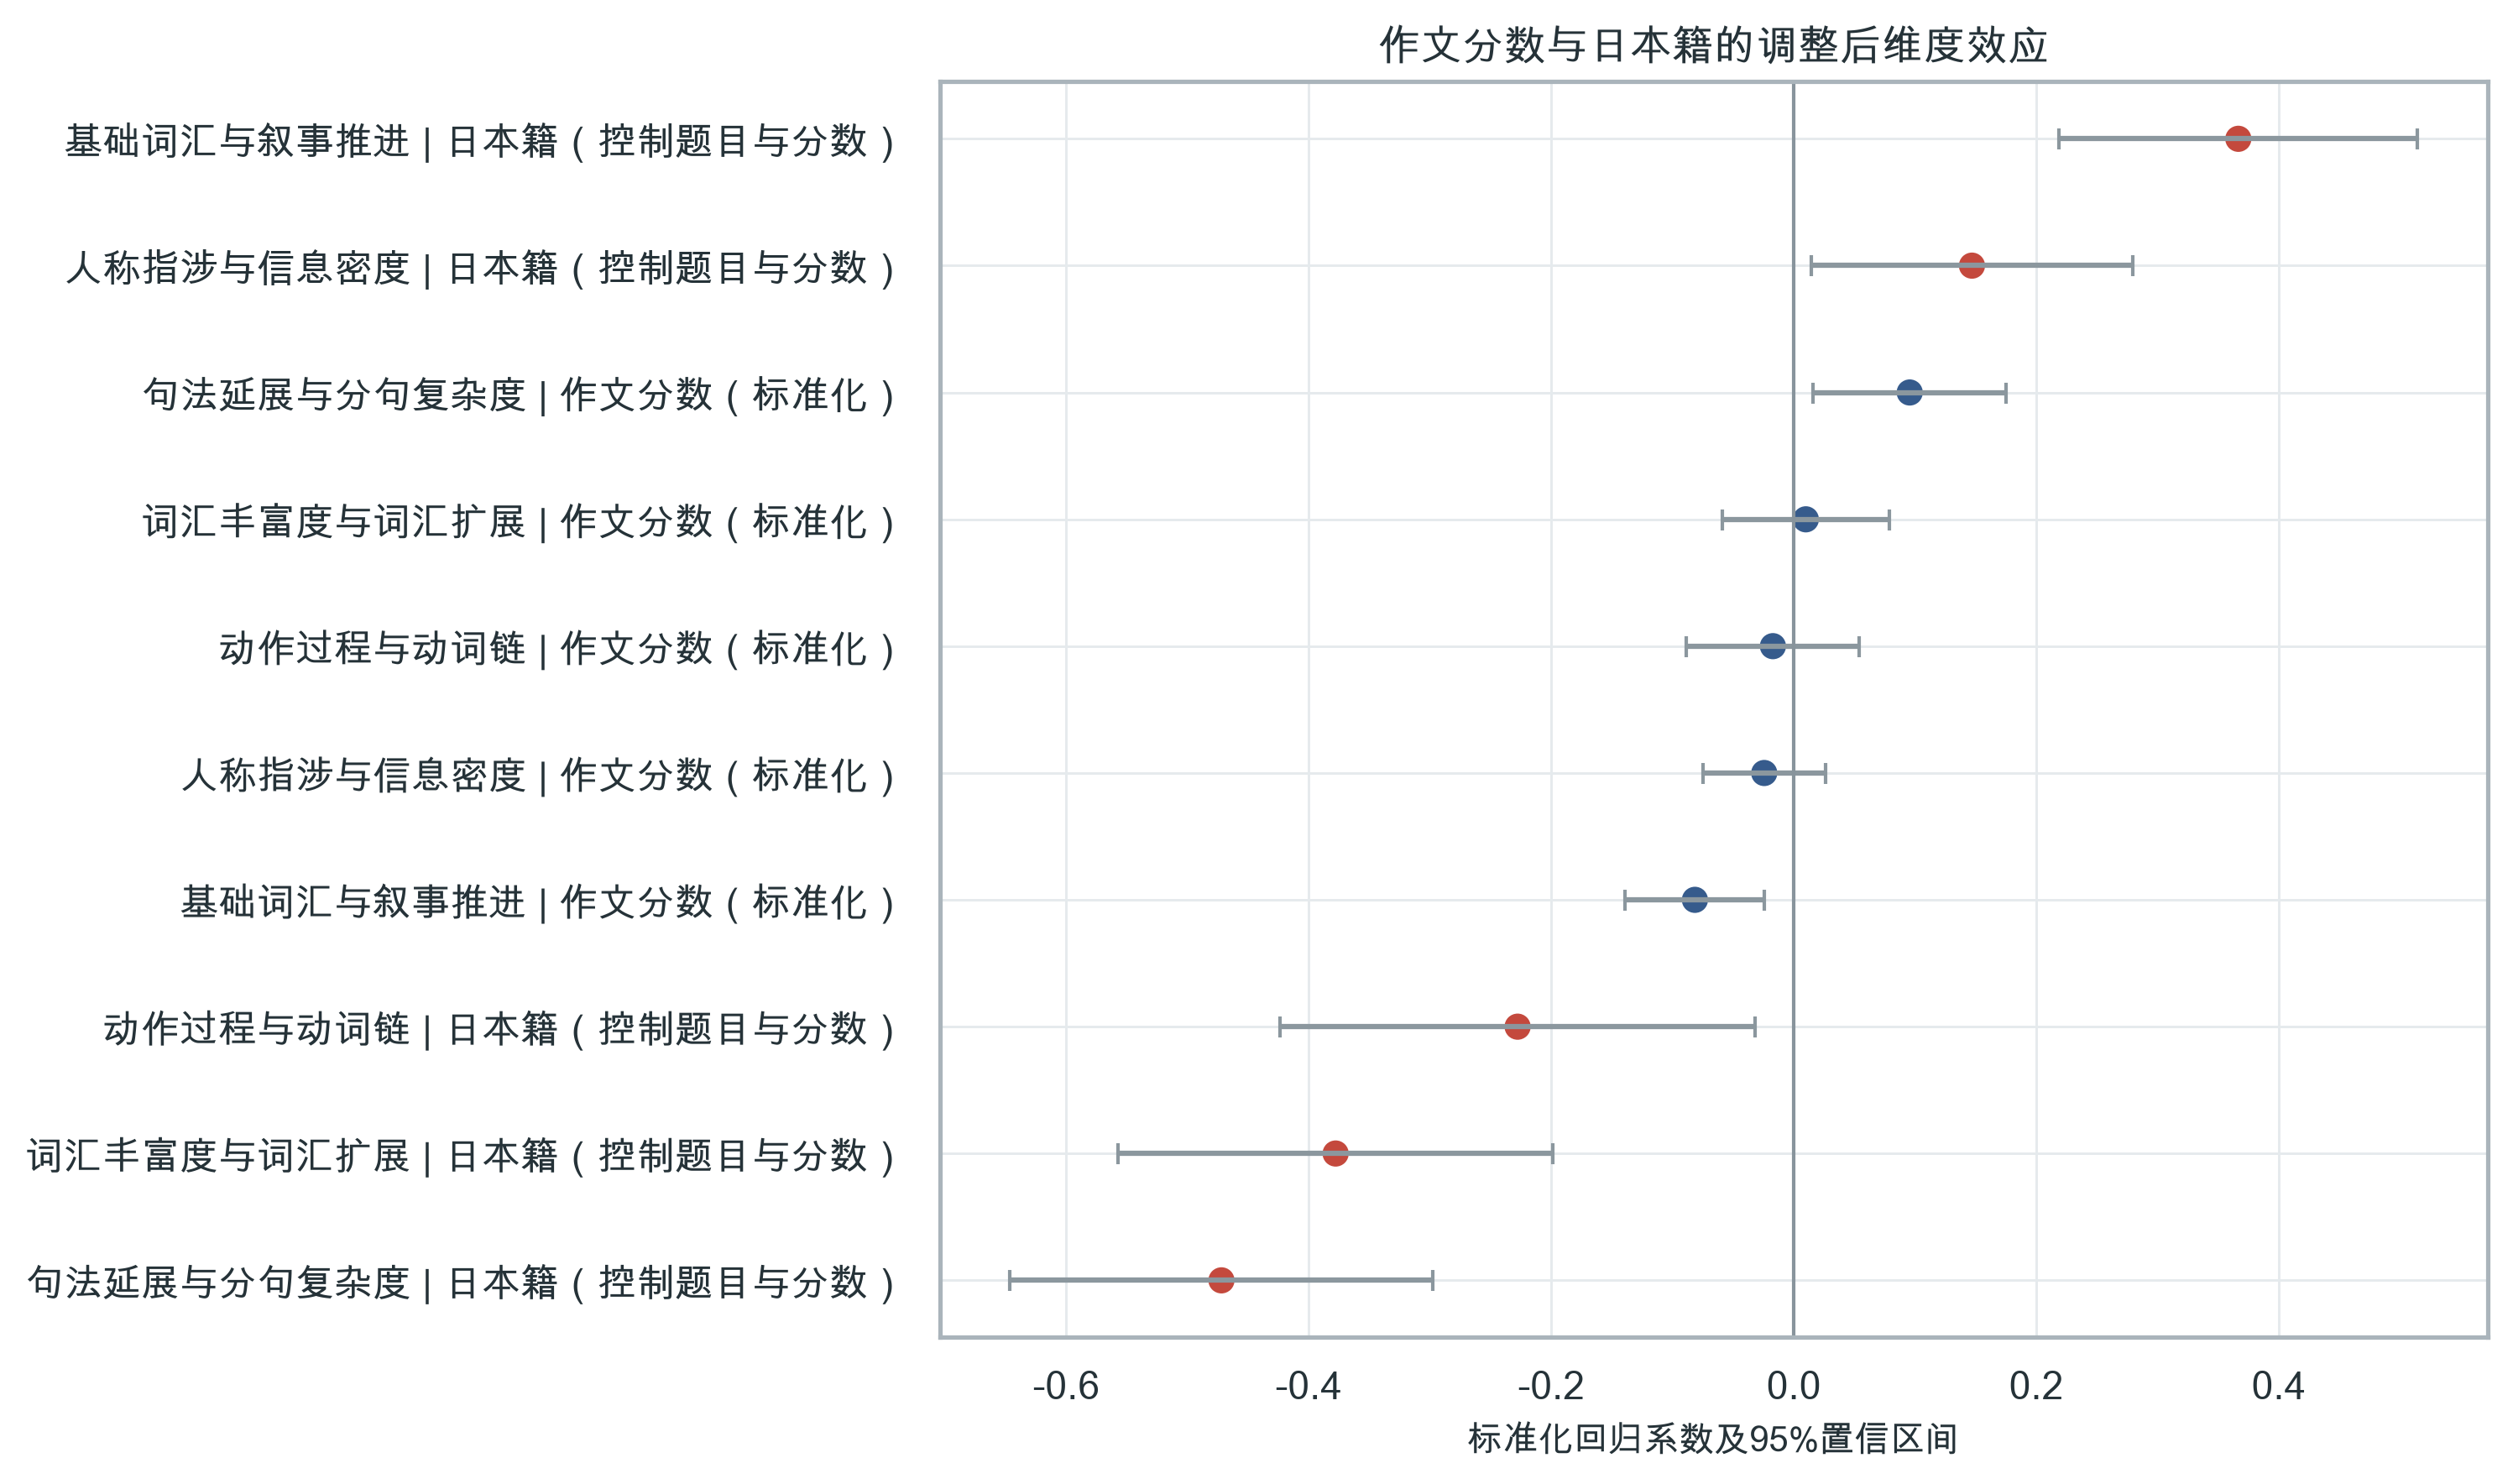 作文分数与日本籍的调整后维度效应
基础词汇与叙事推进 | 日本籍（控制题目与分数）
人称指涉与信息密度 | 日本籍（控制题目与分数）
句法延展与分句复杂度 | 作文分数（标准化）
词汇丰富度与词汇扩展 | 作文分数（标准化）
动作过程与动词链 | 作文分数（标准化）
人称指涉与信息密度 | 作文分数（标准化）
基础词汇与叙事推进 | 作文分数（标准化）
动作过程与动词链 | 日本籍（控制题目与分数）
词汇丰富度与词汇扩展 | 日本籍（控制题目与分数）
句法延展与分句复杂度 | 日本籍（控制题目与分数）
-0.6 -0.4 -0.2 0.0 0.2 0.4
标准化回归系数及95%置信区间